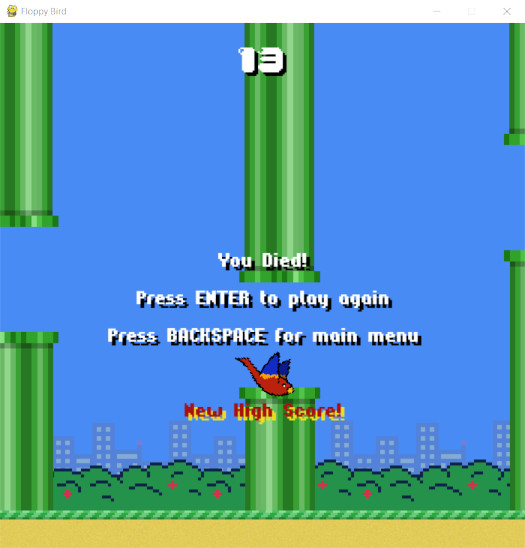 Floppy Bird
13
You Died!
Press ENTER to play again
Press BACKSPACE for main menu
New High Score!